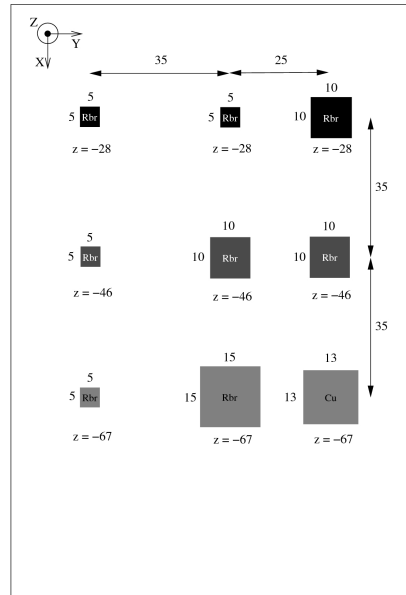 Z
Y
X
35 25
5 5 10
5 Rbr 5 Rbr 10 Rbr
z = −28 z = −28 z = −28
35
5 10 10
5 Rbr 10 Rbr 10 Rbr
z = −46 z = −46 z = −46
35
5 15 13
5 Rbr 15 Rbr 13 Cu
z = −67 z = −67 z = −67